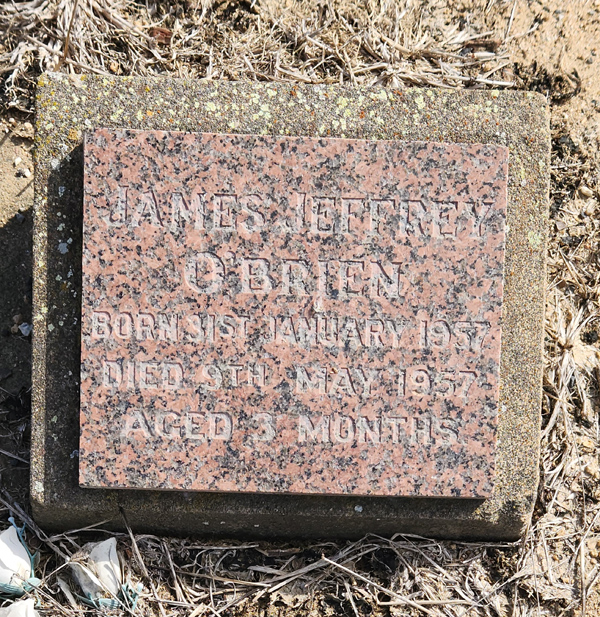 JAMES JEFFREY
O'BRIEN
BORN 31ST JANUARY 1957
DIED 9TH MAY 1957
AGED 3 MONTHS